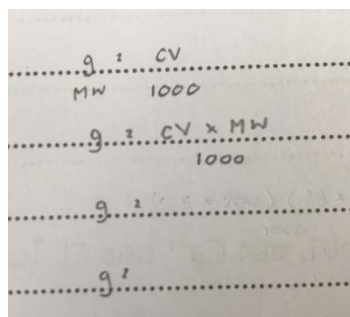 g = CV
MW 1000
g = CV x MW
1000
g =
g =